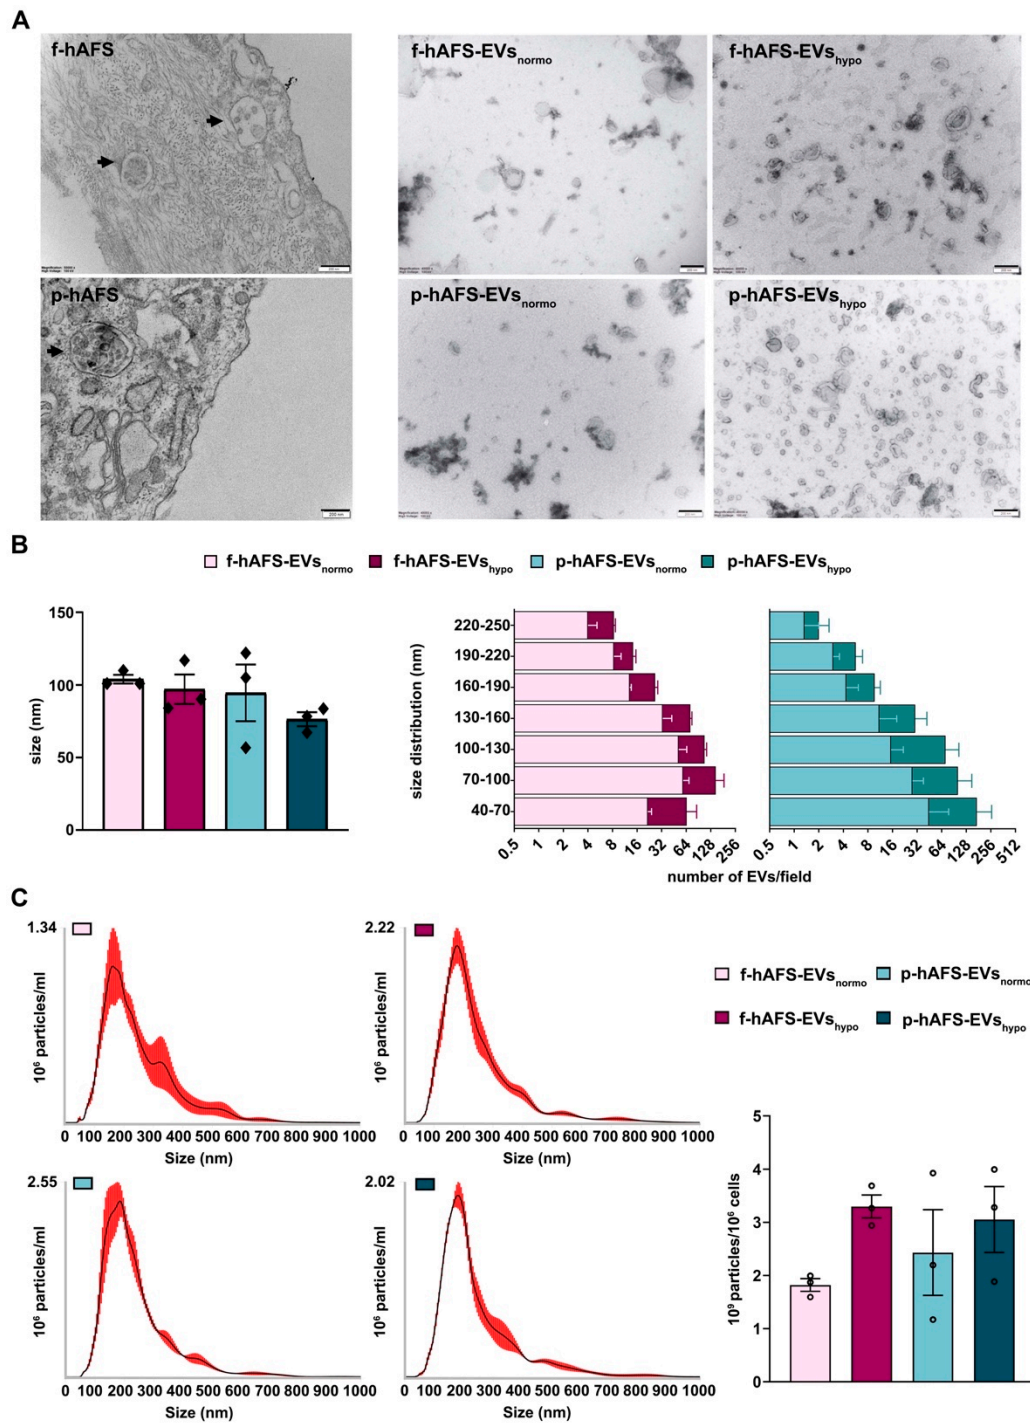 A
f-hAFS
f-hAFS-EVsnormo
f-hAFS-EVshypo
p-hAFS
p-hAFS-EVsnormo
p-hAFS-EVshypo
200 nm
B
f-hAFS-EVsnormo f-hAFS-EVshypo p-hAFS-EVsnormo p-hAFS-EVshypo
150
100
50
0
size (nm)
size distribution (nm)
220-250
190-220
160-190
130-160
100-130
70-100
40-70
0.5 1 2 4 8 16 32 64 128 256
0.5 1 2 4 8 16 32 64 128 256 512
number of EVs/field
C
1.34
10⁶ particles/ml
0 100 200 300 400 500 600 700 800 900 1000
Size (nm)
2.22
10⁶ particles/ml
0 100 200 300 400 500 600 700 800 900 1000
Size (nm)
2.55
10⁶ particles/ml
0 100 200 300 400 500 600 700 800 900 1000
Size (nm)
2.02
10⁶ particles/ml
0 100 200 300 400 500 600 700 800 900 1000
Size (nm)
f-hAFS-EVsnormo p-hAFS-EVsnormo
f-hAFS-EVshypo p-hAFS-EVshypo
5
4
3
2
1
0
10⁹ particles/10⁶ cells